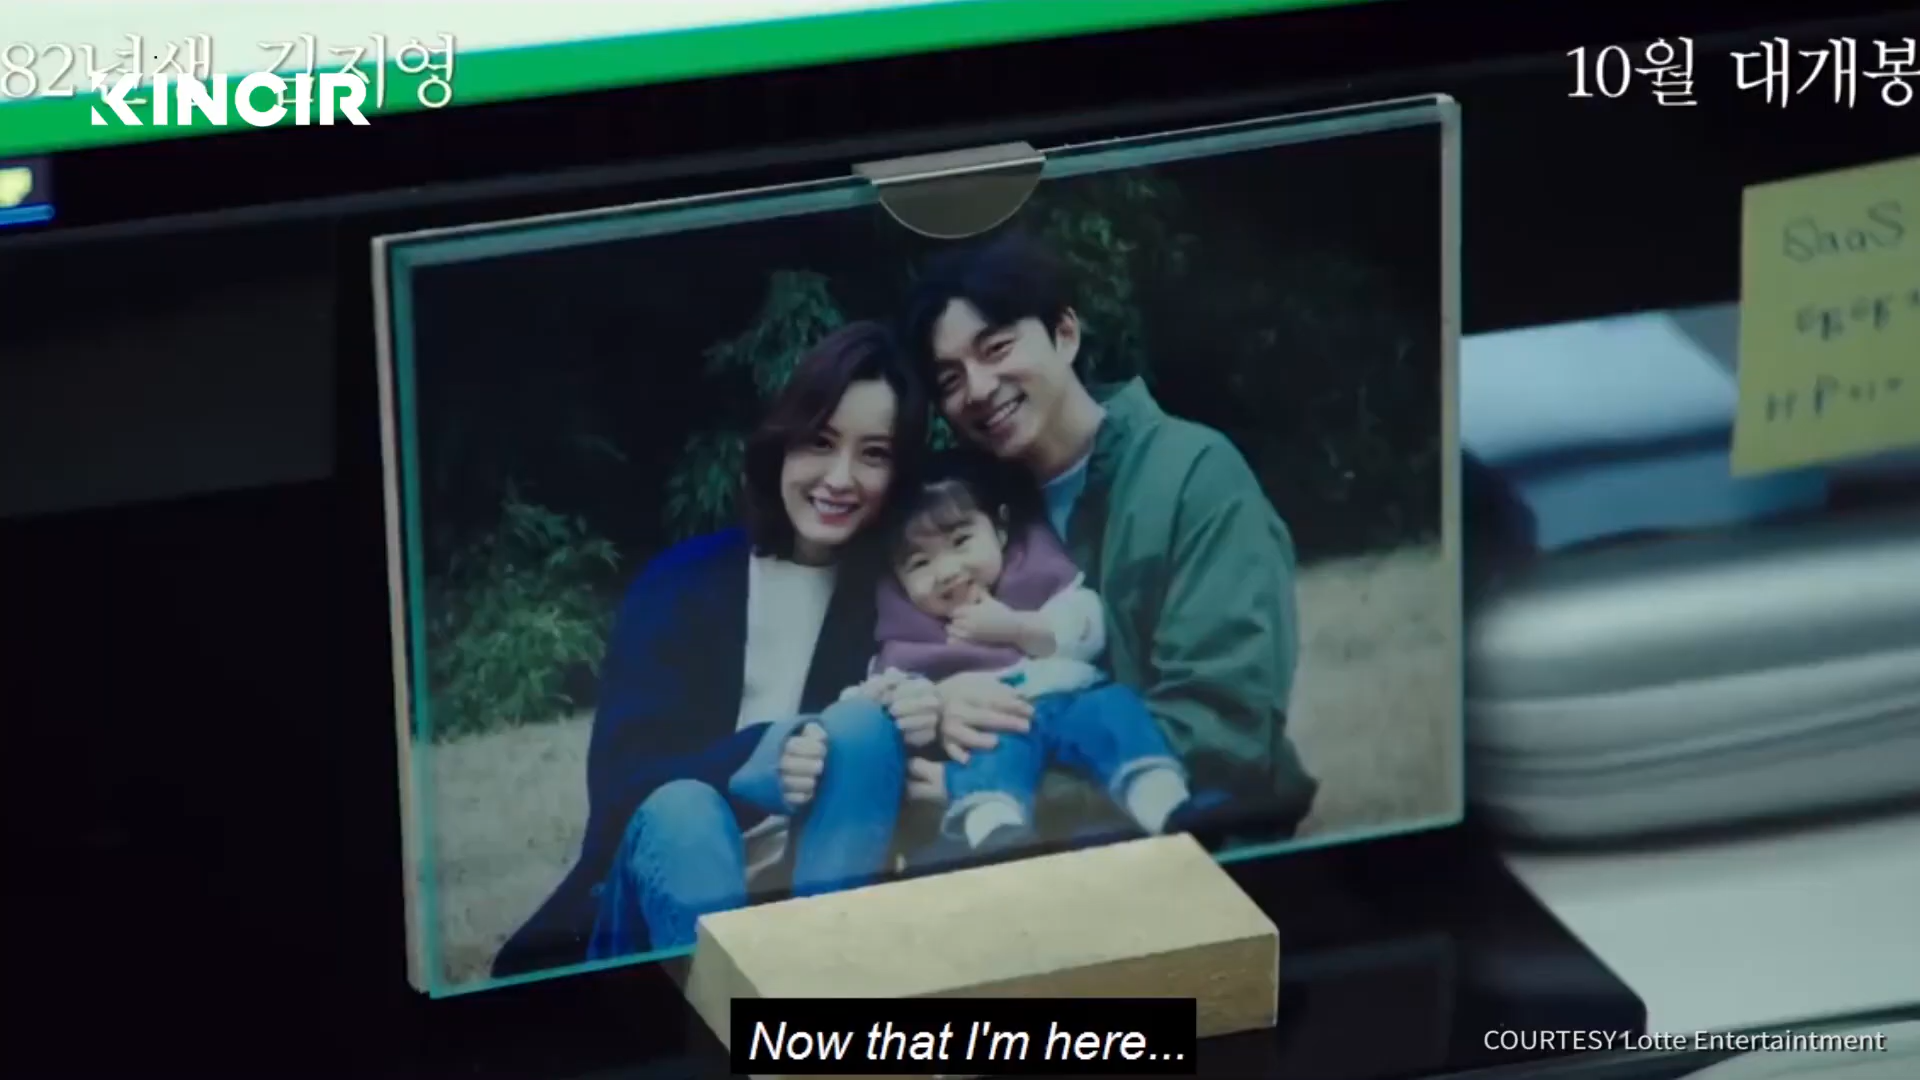 82년생 김지영
KINCIR
10월 대개봉
SaaS
Now that I'm here...
COURTESY Lotte Entertaintment